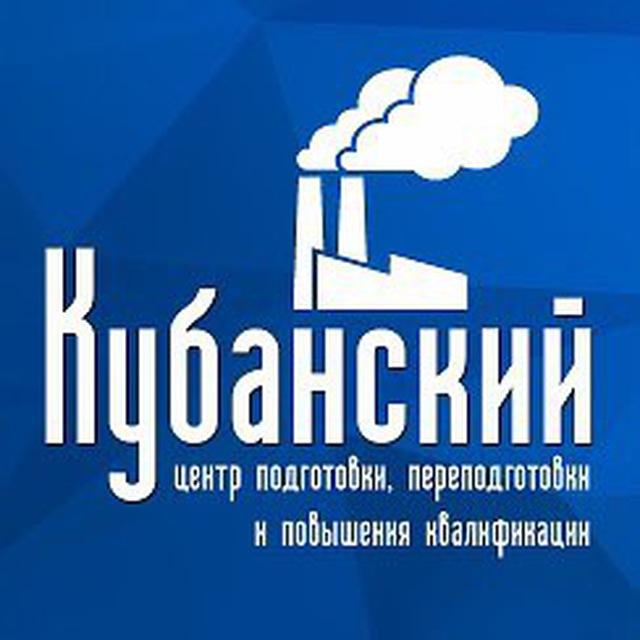 Кубанский
центр подготовки, переподготовки
и повышения квалификации